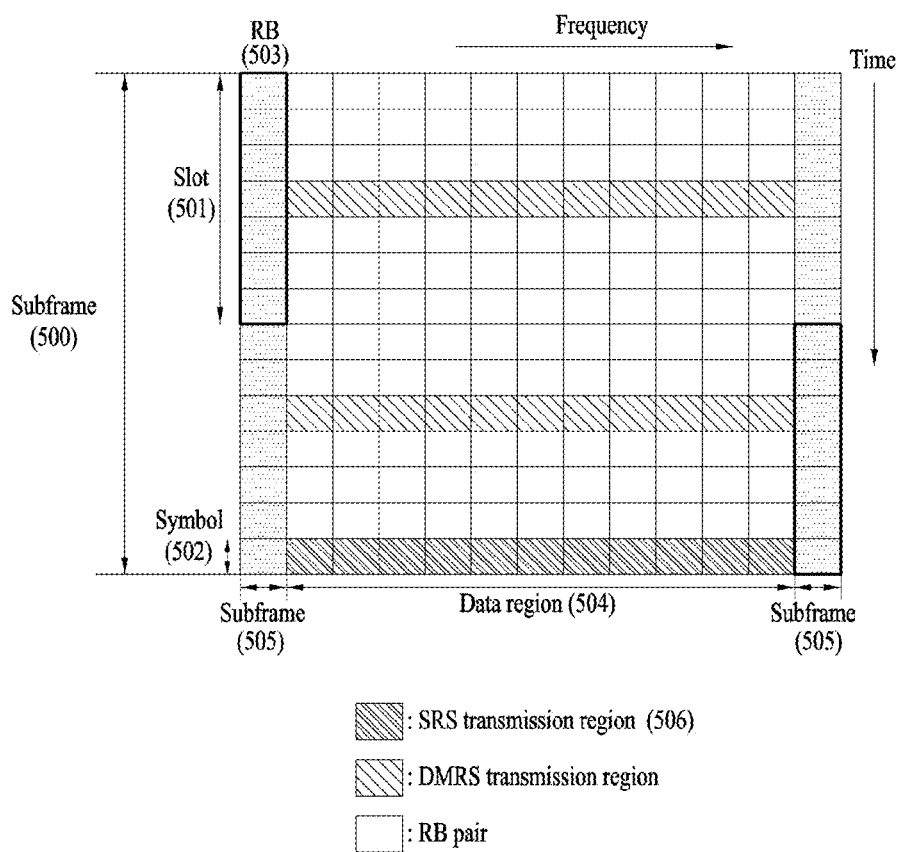 RB
(503)
Frequency
Time
Slot
(501)
Subframe
(500)
Symbol
(502)
Subframe
(505)
Data region (504)
Subframe
(505)
: SRS transmission region (506)
: DMRS transmission region
: RB pair